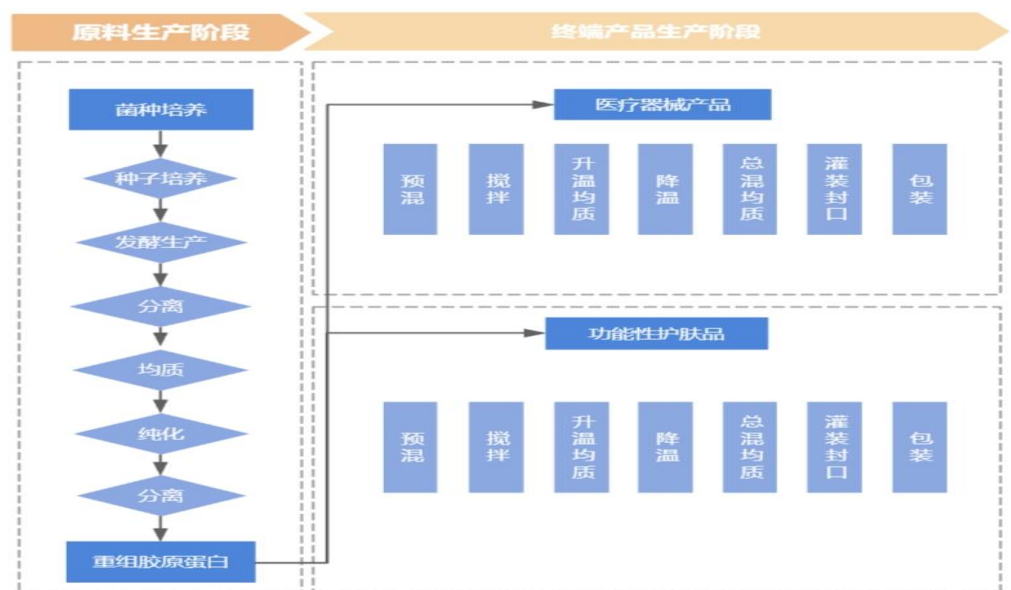 原料生产阶段
终端产品生产阶段
菌种培养
种子培养
发酵生产
分离
均质
纯化
分离
重组胶原蛋白
医疗器械产品
预混
搅拌
升温均质
降温
总混均质
灌装封口
包装
功能性护肤品
预混
搅拌
升温均质
降温
总混均质
灌装封口
包装